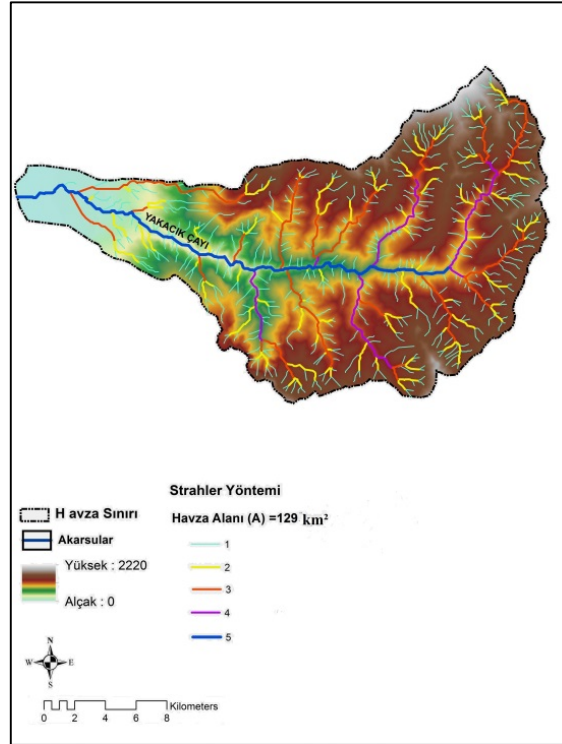 YAKACIK ÇAYI
Strahler Yöntemi
H avza Sınırı
Havza Alanı (A) =129 km²
Akarsular
Yüksek : 2220
Alçak : 0
1
2
3
4
5
N
W E
S
Kilometers
0 2 4 6 8